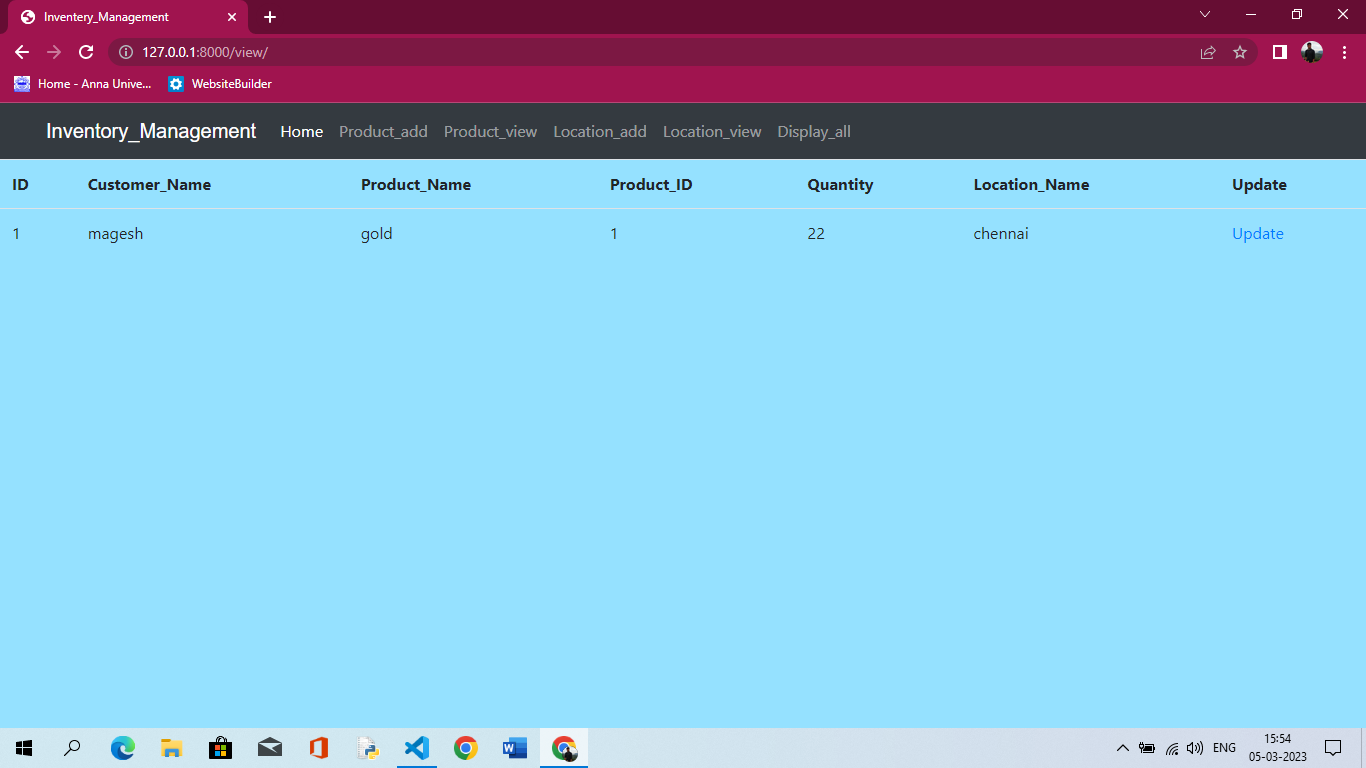 Inventery_Management
127.0.0.1:8000/view/
Home - Anna Unive... WebsiteBuilder
Inventory_Management Home Product_add Product_view Location_add Location_view Display_all
ID Customer_Name Product_Name Product_ID Quantity Location_Name Update
1 magesh gold 1 22 chennai Update
ENG 15:54
05-03-2023